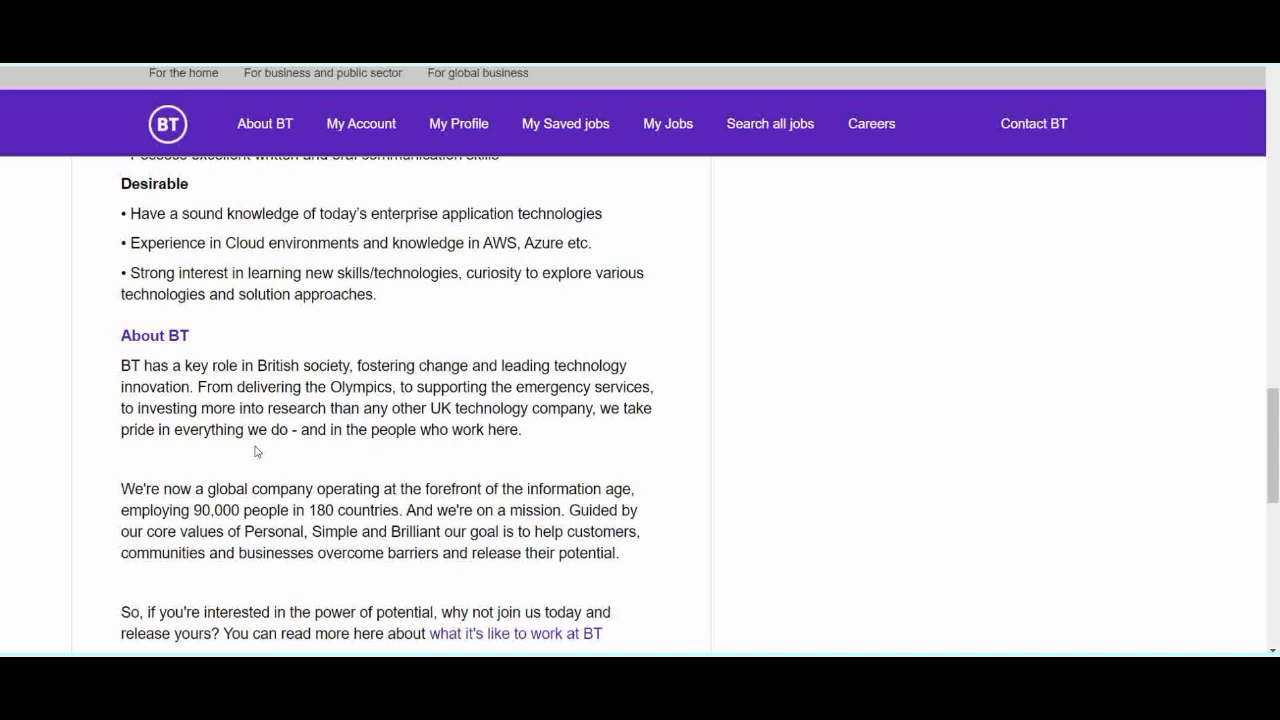 For the home For business and public sector For global business
BT About BT My Account My Profile My Saved jobs My Jobs Search all jobs Careers Contact BT
• Possess excellent written and oral communication skills
Desirable
• Have a sound knowledge of today’s enterprise application technologies
• Experience in Cloud environments and knowledge in AWS, Azure etc.
• Strong interest in learning new skills/technologies, curiosity to explore various
technologies and solution approaches.
About BT
BT has a key role in British society, fostering change and leading technology
innovation. From delivering the Olympics, to supporting the emergency services,
to investing more into research than any other UK technology company, we take
pride in everything we do - and in the people who work here.
We're now a global company operating at the forefront of the information age,
employing 90,000 people in 180 countries. And we're on a mission. Guided by
our core values of Personal, Simple and Brilliant our goal is to help customers,
communities and businesses overcome barriers and release their potential.
So, if you're interested in the power of potential, why not join us today and
release yours? You can read more here about what it's like to work at BT